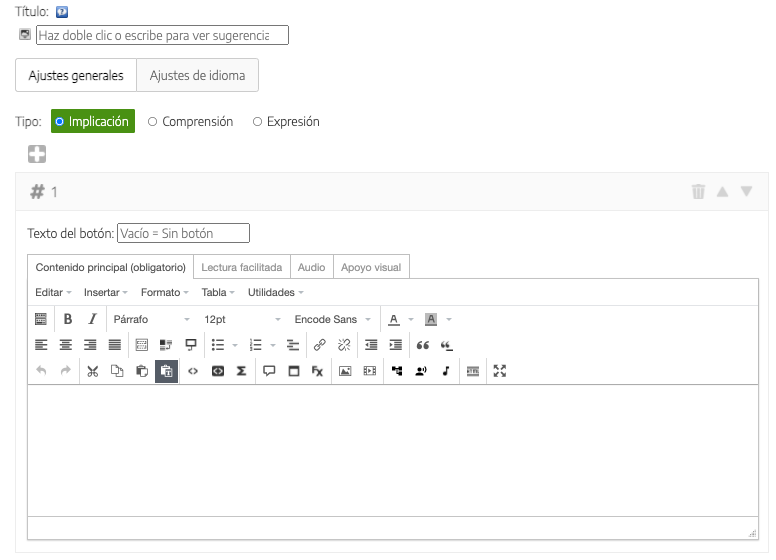 Título:
Haz doble clic o escribe para ver sugerencia
Ajustes generales Ajustes de idioma
Tipo: Implicación Comprensión Expresión
# 1
Texto del botón: Vacío = Sin botón
Contenido principal (obligatorio) Lectura facilitada Audio Apoyo visual
Editar Insertar Formato Tabla Utilidades
B I Párrafo 12pt Encode Sans A A
Σ Fx